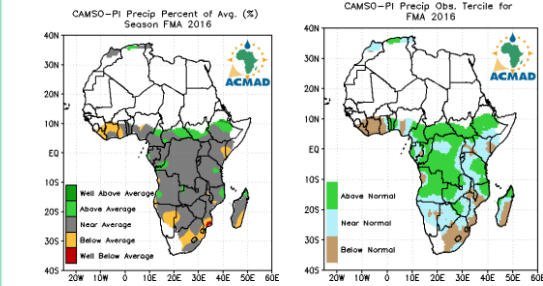 CAMSO-PI Precip Percent of Avg. (%)
Season FMA 2016
40N
30N
20N
10N
EQ
10S
20S
30S
40S
ACMAD
Well Above Average
Above Average
Near Average
Below Average
Well Below Average
20W 10W 0 10E 20E 30E 40E 50E 60E
CAMSO-PI Precip Obs. Tercile for
FMA 2016
40N
30N
20N
10N
EQ
10S
20S
30S
40S
ACMAD
Above Normal
Near Normal
Below Normal
20W 10W 0 10E 20E 30E 40E 50E 60E